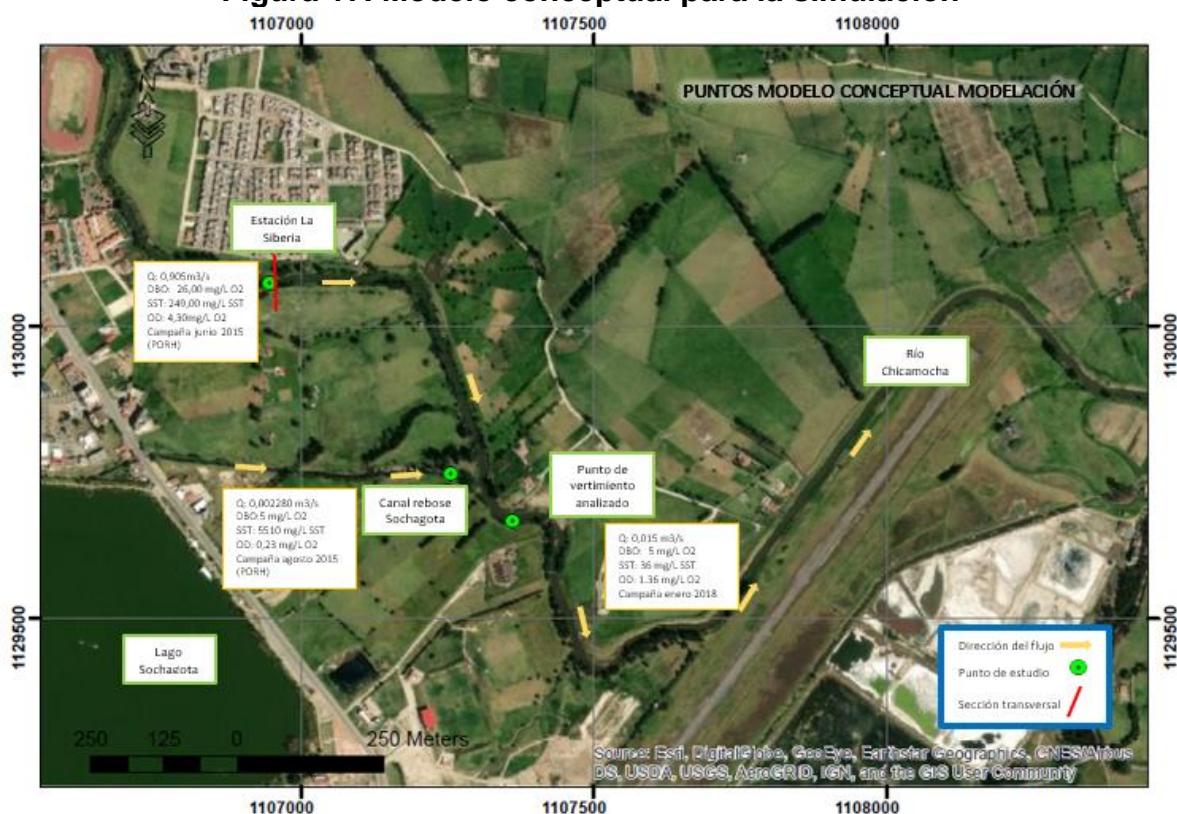 Figura 17. Modelo conceptual para la simulación
1107000
1107500
1108000
PUNTOS MODELO CONCEPTUAL MODELACIÓN
N
Estación La
Siberia
Q: 0,905m3/s
DBO: 26,00 mg/L O2
SST: 249,00 mg/L SST
OD: 4,30mg/L O2
Campaña junio 2015
(PORH)
1130000
1130000
Río
Chicamocha
Punto de
vertimiento
analizado
Canal rebose
Sochagota
Q: 0,002280 m3/s
DBO:5 mg/L O2
SST: 5510 mg/L SST
OD: 0,23 mg/L O2
Campaña agosto 2015
(PORH)
Q: 0,015 m3/s
DBO: 5 mg/L O2
SST: 36 mg/L SST
OD: 1.36 mg/L O2
Campaña enero 2018
1129500
1129500
Lago
Sochagota
Dirección del flujo
Punto de estudio
Sección transversal
250 125 0 250 Meters
Source: Esri, DigitalGlobe, GeoEye, Earthstar Geographics, CNES/Airbus
DS, USDA, USGS, AeroGRID, IGN, and the GIS User Community
1107000
1107500
1108000